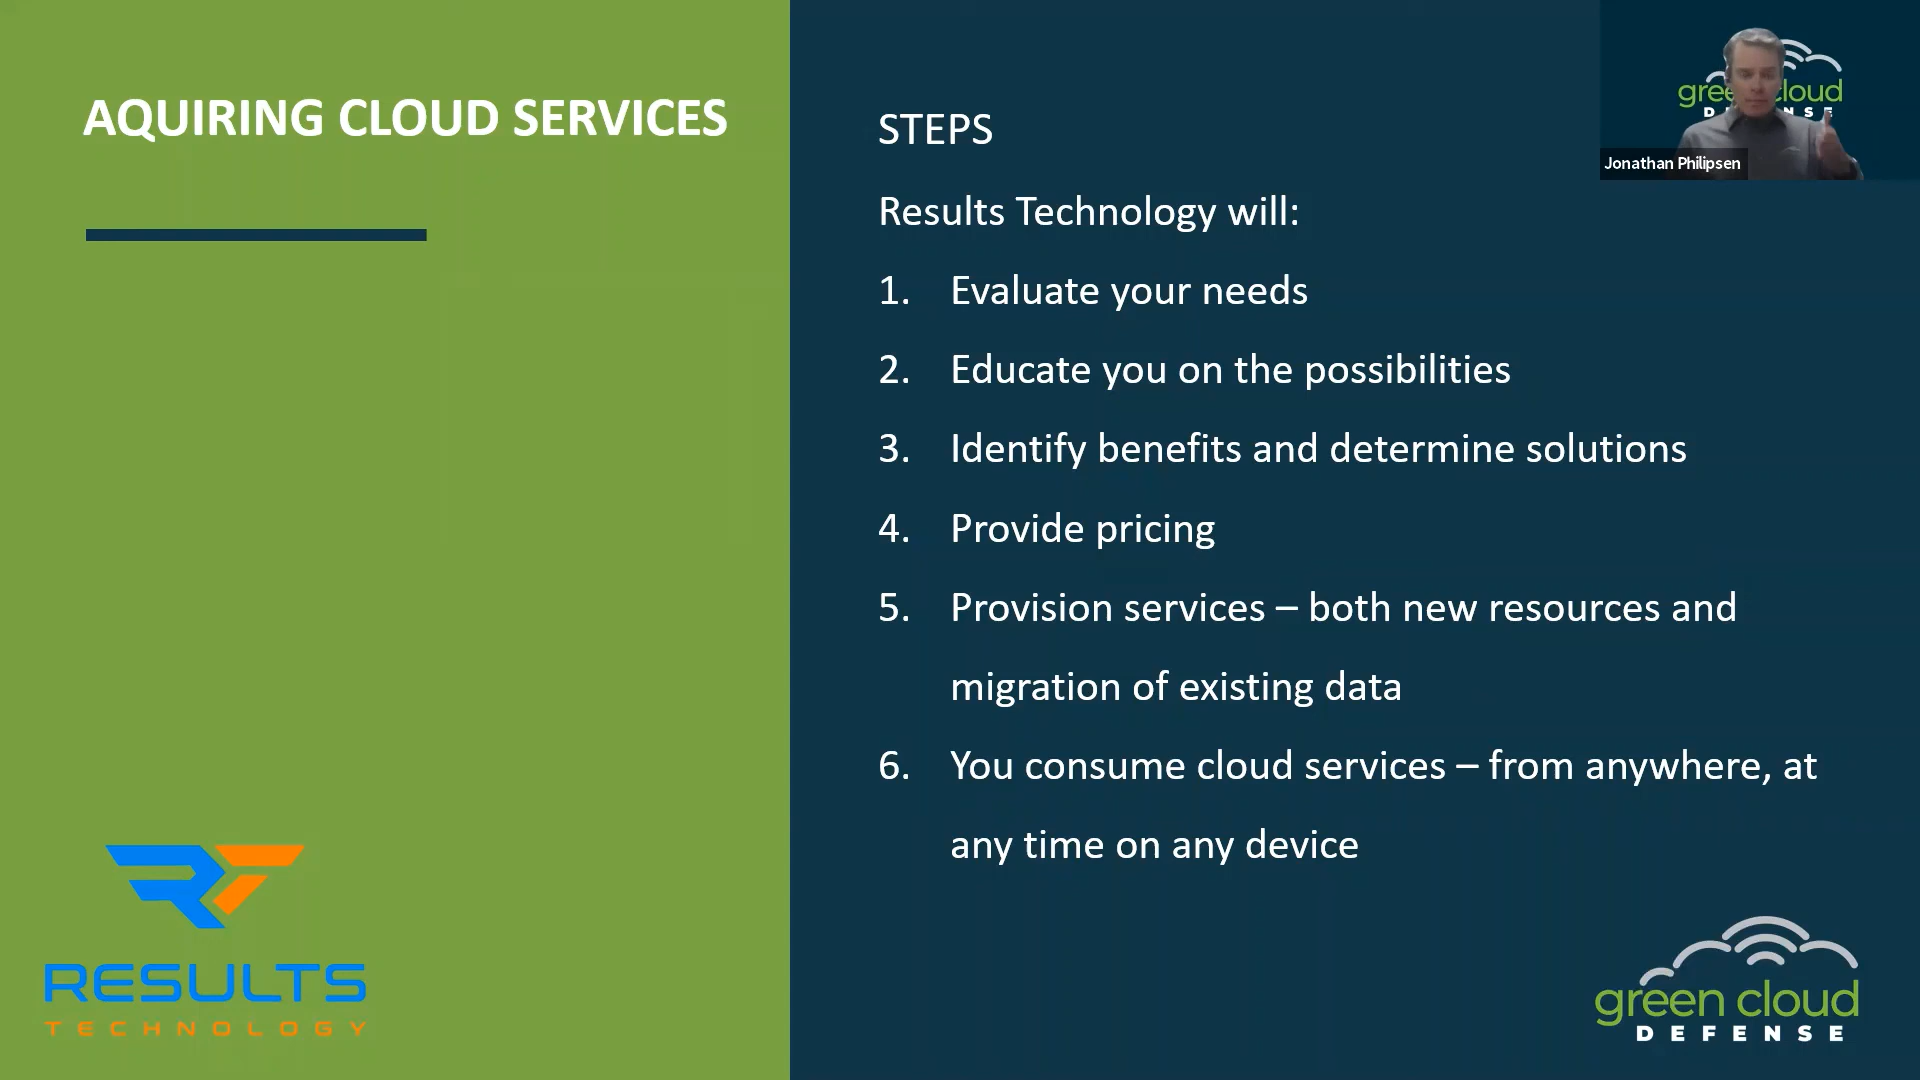 AQUIRING CLOUD SERVICES
STEPS
Results Technology will:
1. Evaluate your needs
2. Educate you on the possibilities
3. Identify benefits and determine solutions
4. Provide pricing
5. Provision services – both new resources and
migration of existing data
6. You consume cloud services – from anywhere, at
any time on any device
Jonathan Philipsen
RESULTS
TECHNOLOGY
green cloud
DEFENSE